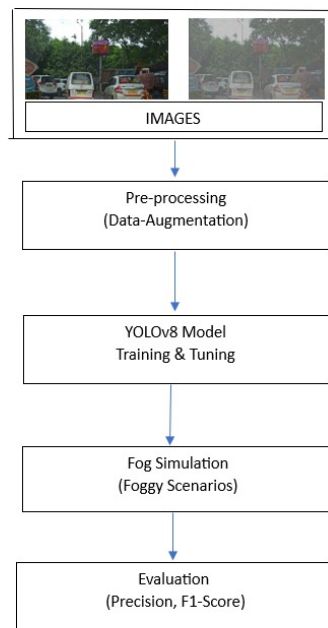 IMAGES
Pre-processing
(Data-Augmentation)
YOLOv8 Model
Training & Tuning
Fog Simulation
(Foggy Scenarios)
Evaluation
(Precision, F1-Score)